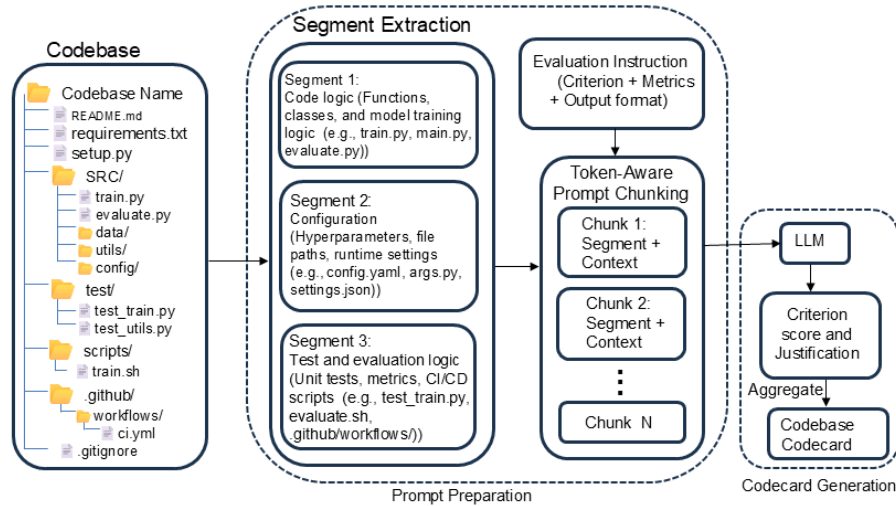 Codebase
Codebase Name
README.md
requirements.txt
setup.py
SRC/
train.py
evaluate.py
data/
utils/
config/
test/
test_train.py
test_utils.py
scripts/
train.sh
.github/
workflows/
ci.yml
.gitignore
Segment Extraction
Segment 1:
Code logic (Functions,
classes, and model training
logic (e.g., train.py, main.py,
evaluate.py))
Segment 2:
Configuration
(Hyperparameters, file
paths, runtime settings
(e.g., config.yaml, args.py,
settings.json))
Segment 3:
Test and evaluation logic
(Unit tests, metrics, CI/CD
scripts (e.g., test_train.py,
evaluate.sh,
.github/workflows/))
Evaluation Instruction
(Criterion + Metrics
+ Output format)
Token-Aware
Prompt Chunking
Chunk 1:
Segment +
Context
Chunk 2:
Segment +
Context
Chunk N
Prompt Preparation
LLM
Criterion
score and
Justification
Aggregate
Codebase
Codecard
Codecard Generation